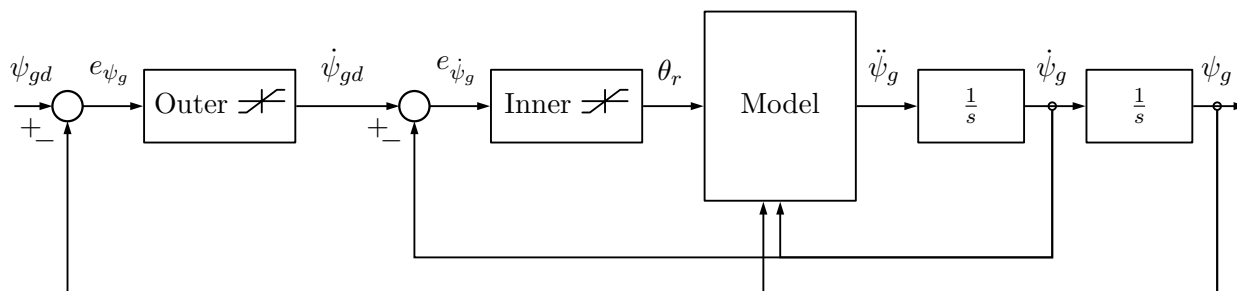 ψ_gd
e_ψ_g
Outer
ψ̇_gd
e_ψ̇_g
Inner
θ_r
Model
ψ̈_g
1/s
ψ̇_g
1/s
ψ_g
+
−
+
−